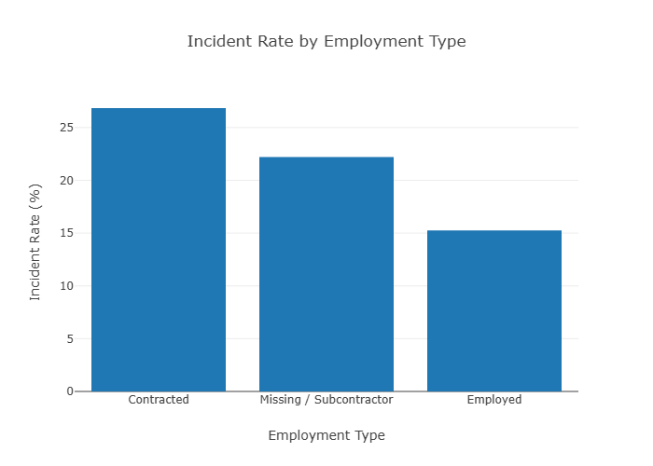 Incident Rate by Employment Type
Incident Rate (%)
25
20
15
10
5
0
Contracted
Missing / Subcontractor
Employed
Employment Type